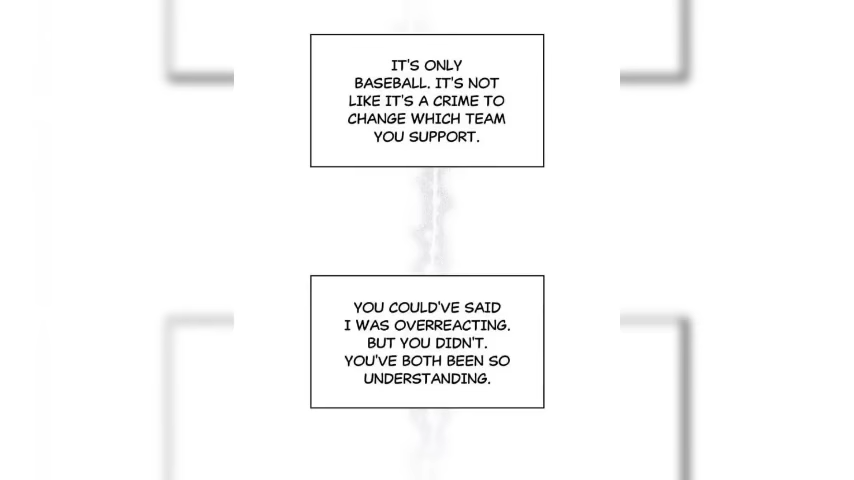 IT'S ONLY
BASEBALL. IT'S NOT
LIKE IT'S A CRIME TO
CHANGE WHICH TEAM
YOU SUPPORT.
YOU COULD'VE SAID
I WAS OVERREACTING.
BUT YOU DIDN'T.
YOU'VE BOTH BEEN SO
UNDERSTANDING.